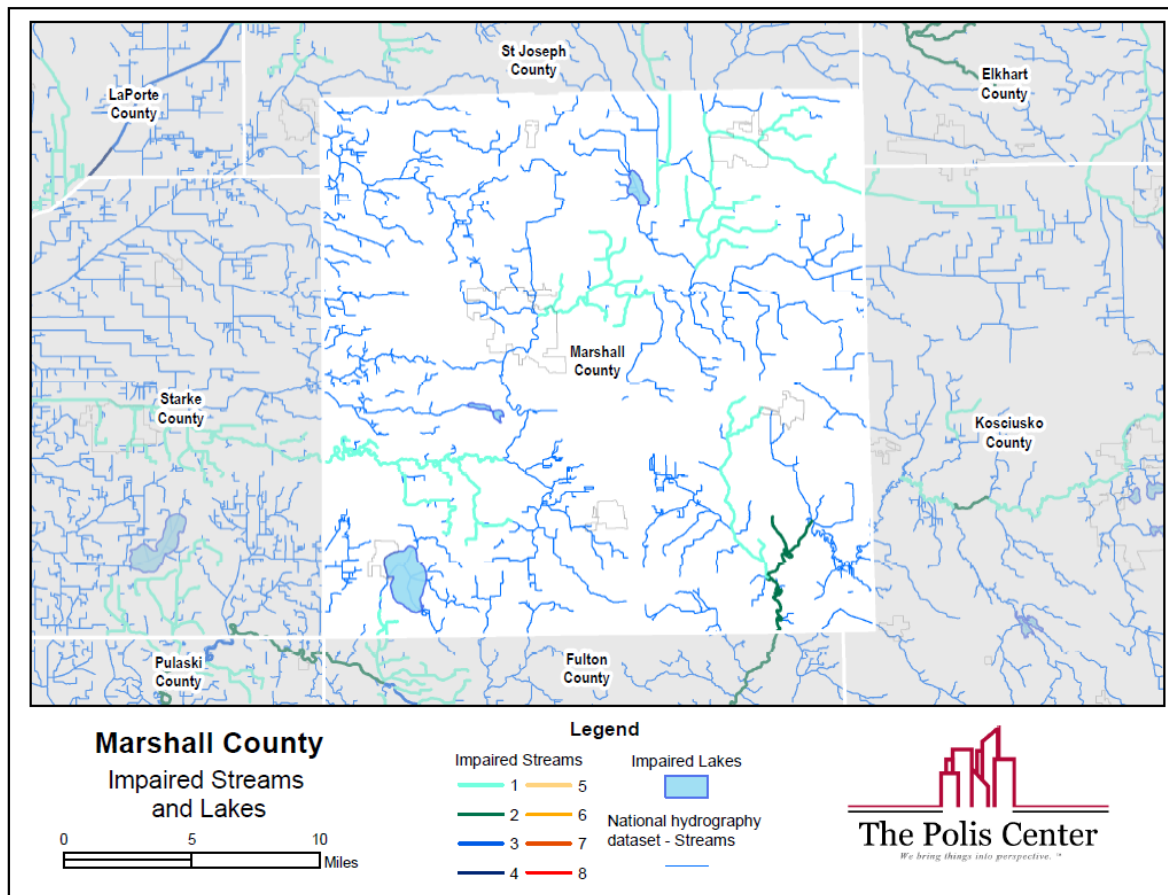 St Joseph
County
Elkhart
County
LaPorte
County
Marshall
County
Starke
County
Kosciusko
County
Pulaski
County
Fulton
County
Marshall County
Impaired Streams
and Lakes
0 5 10
Miles
Legend
Impaired Streams
1 5
2 6
3 7
4 8
Impaired Lakes
National hydrography
dataset - Streams
The Polis Center
We bring things into perspective. ™